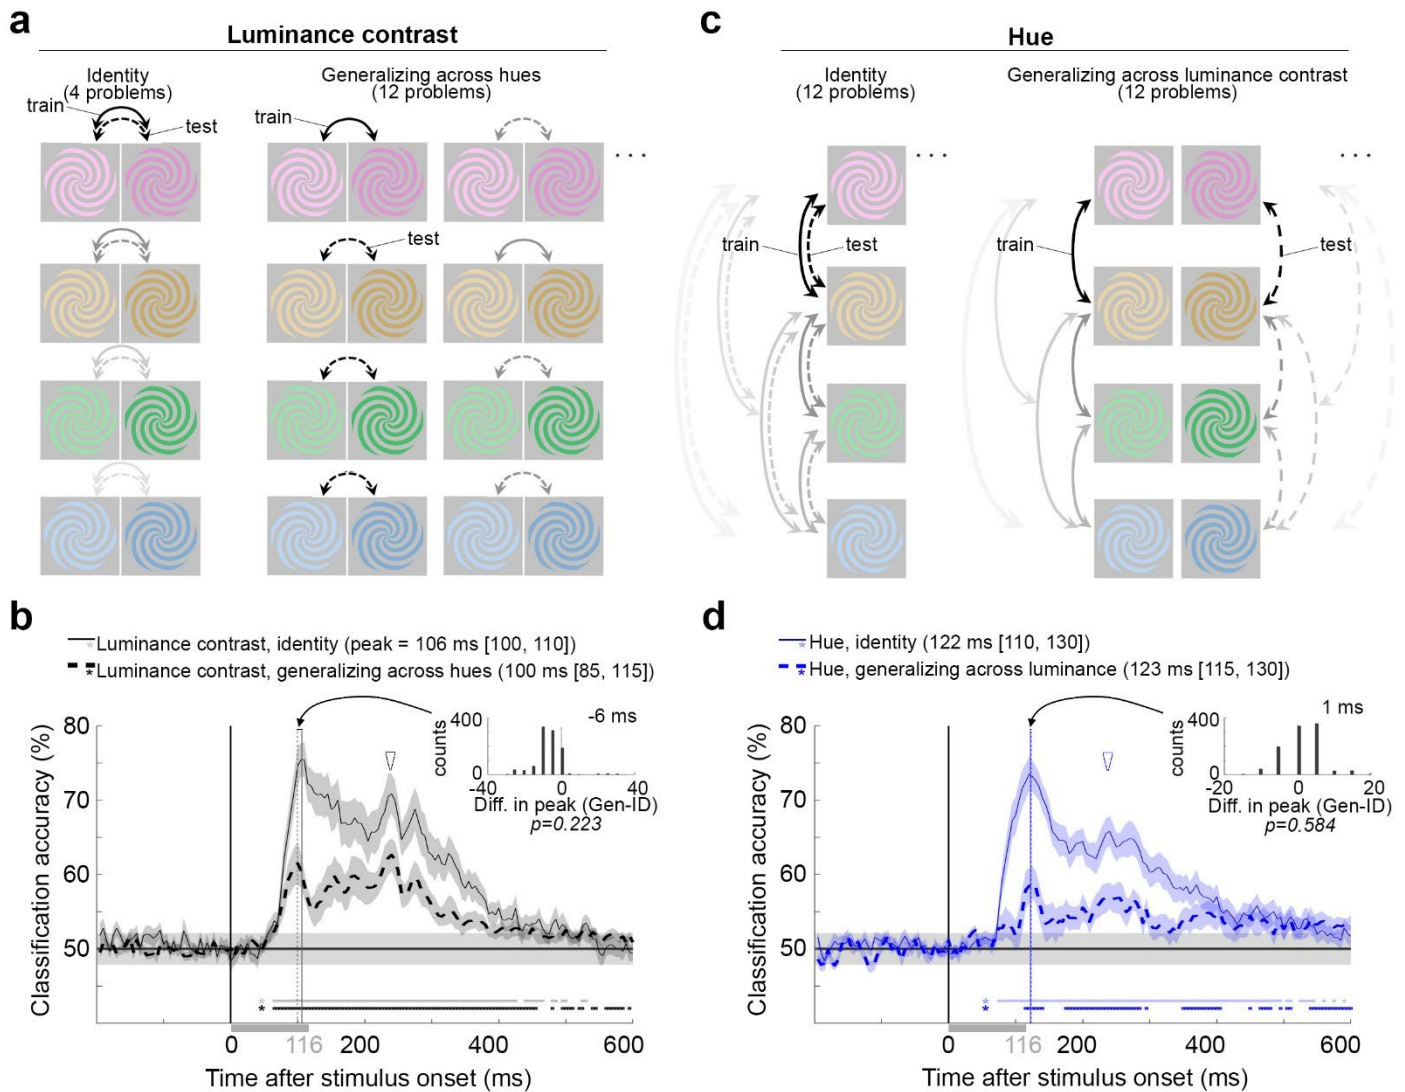 a
Luminance contrast
Identity
(4 problems)
Generalizing across hues
(12 problems)
train
test
train
test
. . .
c
Hue
Identity
(12 problems)
Generalizing across luminance contrast
(12 problems)
. . .
. . .
train
test
train
test
b
Luminance contrast, identity (peak = 106 ms [100, 110])
* Luminance contrast, generalizing across hues (100 ms [85, 115])
Classification accuracy (%)
80
70
60
50
400
0
counts
-6 ms
-40
0
40
Diff. in peak (Gen-ID)
p=0.223
*
*
0
116
200
400
600
Time after stimulus onset (ms)
d
Hue, identity (122 ms [110, 130])
* Hue, generalizing across luminance (123 ms [115, 130])
Classification accuracy (%)
80
70
60
50
400
0
counts
1 ms
-20
0
20
Diff. in peak (Gen-ID)
p=0.584
*
*
0
116
200
400
600
Time after stimulus onset (ms)